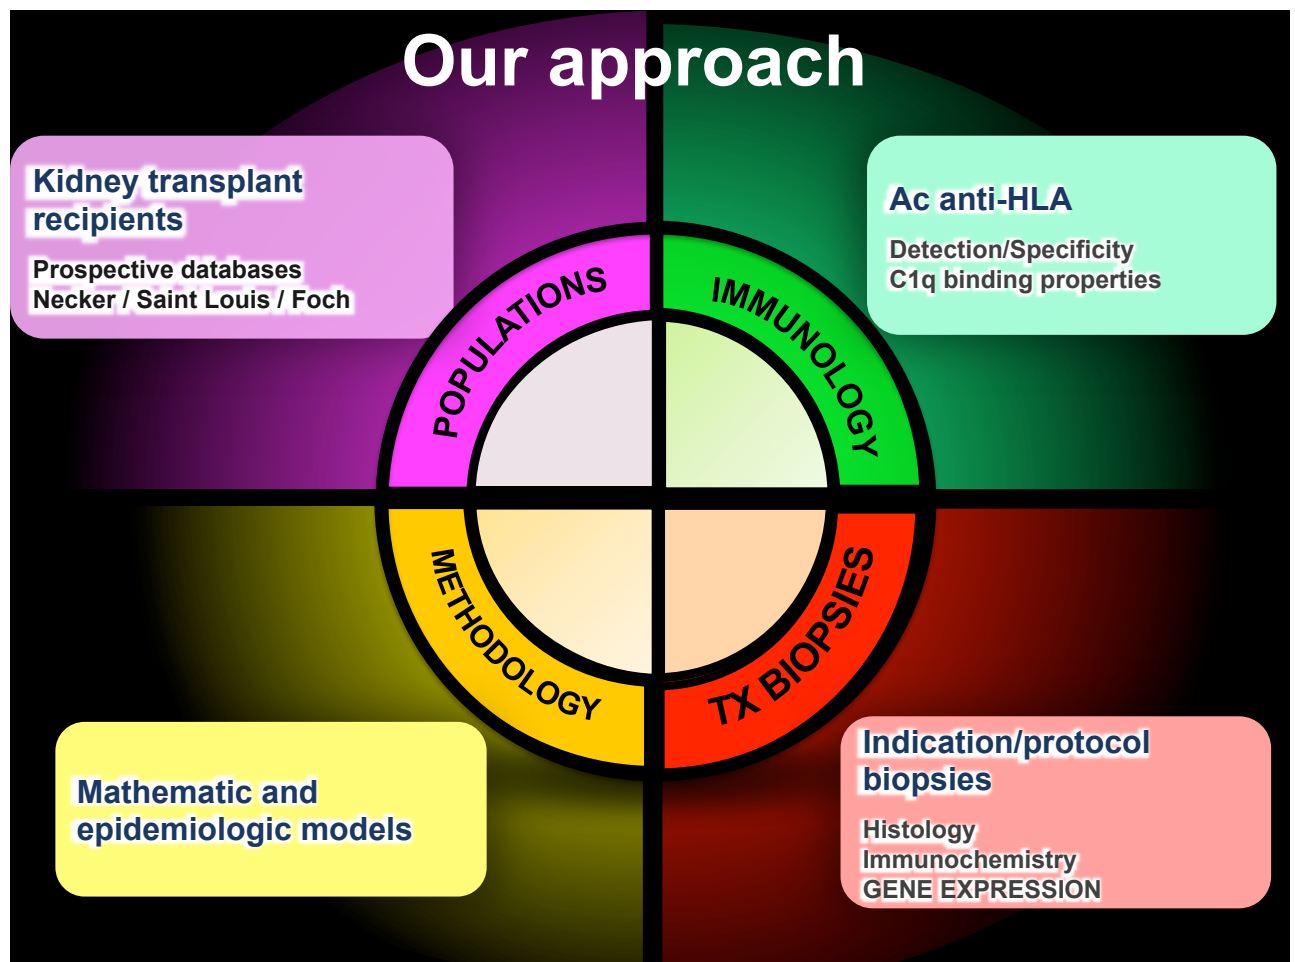 Our approach
Kidney transplant
recipients
Prospective databases
Necker / Saint Louis / Foch
Ac anti-HLA
Detection/Specificity
C1q binding properties
POPULATIONS
IMMUNOLOGY
METHODOLOGY
TX BIOPSIES
Mathematic and
epidemiologic models
Indication/protocol
biopsies
Histology
Immunochemistry
GENE EXPRESSION